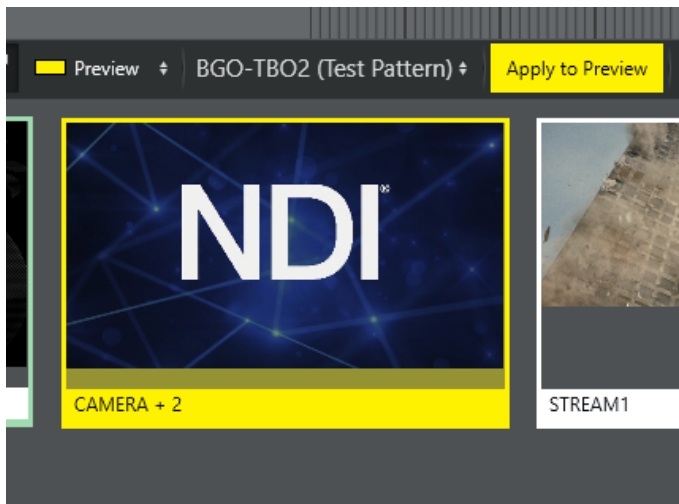 Preview
BGO-TBO2 (Test Pattern)
Apply to Preview
NDI®
CAMERA + 2
STREAM1